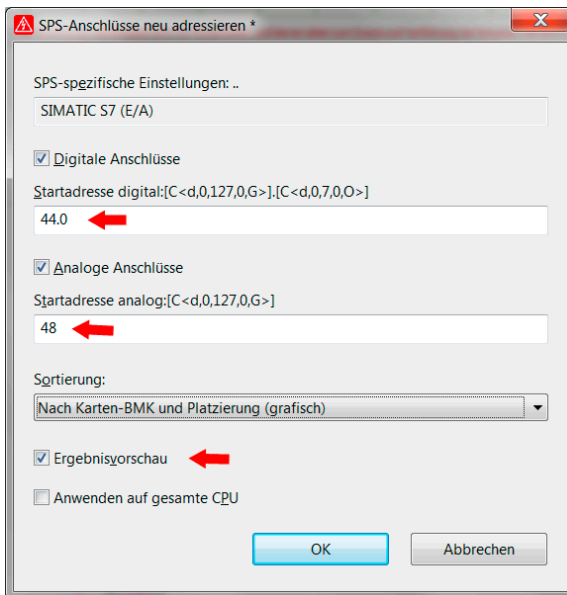 SPS-Anschlüsse neu adressieren *
SPS-spezifische Einstellungen: ..
SIMATIC S7 (E/A)
Digitale Anschlüsse
Startadresse digital:[C<d,0,127,0,G>].[C<d,0,7,0,O>]
44.0
Analoge Anschlüsse
Startadresse analog:[C<d,0,127,0,G>]
48
Sortierung:
Nach Karten-BMK und Platzierung (grafisch)
Ergebnisvorschau
Anwenden auf gesamte CPU
OK Abbrechen